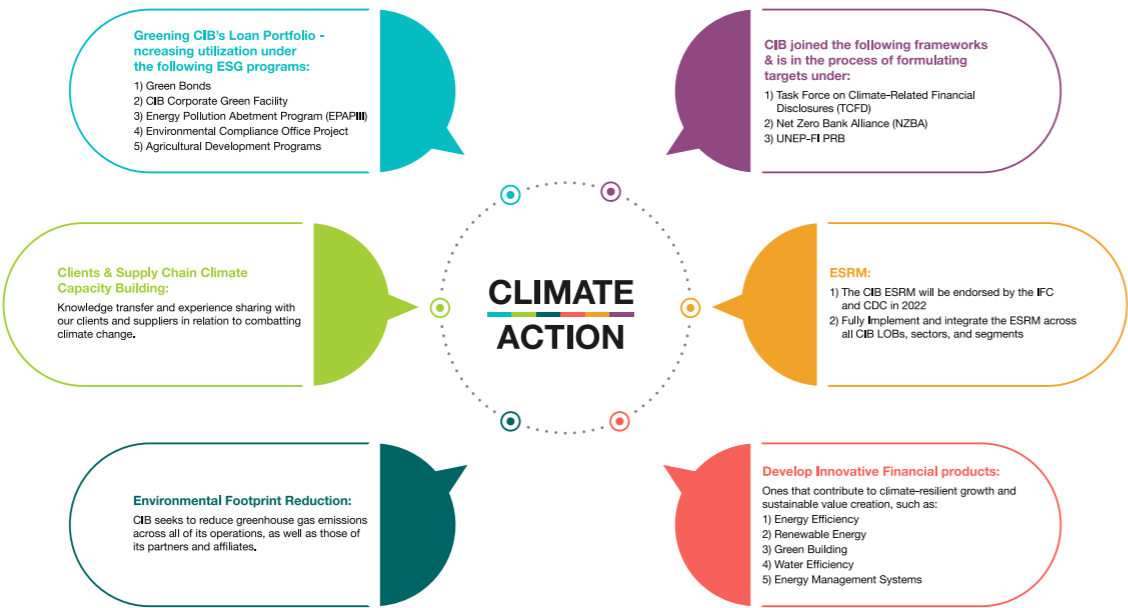 Greening CIB's Loan Portfolio -
ncreasing utilization under
the following ESG programs:
1) Green Bonds
2) CIB Corporate Green Facility
3) Energy Pollution Abetment Program (EPAPIII)
4) Environmental Compliance Office Project
5) Agricultural Development Programs
CIB joined the following frameworks
& is in the process of formulating
targets under:
1) Task Force on Climate-Related Financial
Disclosures (TCFD)
2) Net Zero Bank Alliance (NZBA)
3) UNEP-FI PRB
Clients & Supply Chain Climate
Capacity Building:
Knowledge transfer and experience sharing with
our clients and suppliers in relation to combatting
climate change.
CLIMATE
ACTION
ESRM:
1) The CIB ESRM will be endorsed by the IFC
and CDC in 2022
2) Fully Implement and integrate the ESRM across
all CIB LOBs, sectors, and segments
Environmental Footprint Reduction:
CIB seeks to reduce greenhouse gas emissions
across all of its operations, as well as those of
its partners and affiliates.
Develop Innovative Financial products:
Ones that contribute to climate-resilient growth and
sustainable value creation, such as:
1) Energy Efficiency
2) Renewable Energy
3) Green Building
4) Water Efficiency
5) Energy Management Systems